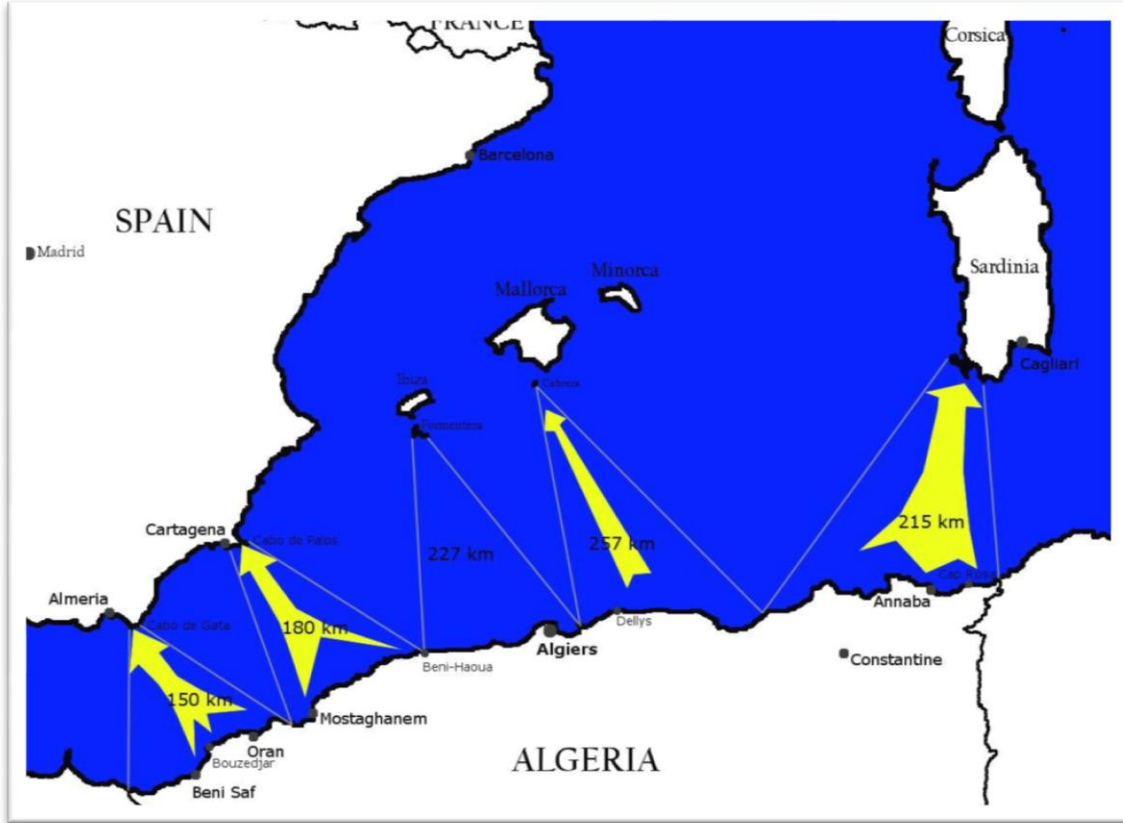 FRANCE
Corsica
Barcelona
SPAIN
Madrid
Minorca
Sardinia
Mallorca
Cagliari
Ibiza
Cabrera
Formentera
Cartagena
Cabo de Palos
215 km
227 km
257 km
Cap Rosa
Annaba
Almeria
Cabo de Gata
180 km
Dellys
Algiers
Constantine
Beni-Haoua
150 km
Mostaghanem
Oran
Bouzedjar
ALGERIA
Beni Saf